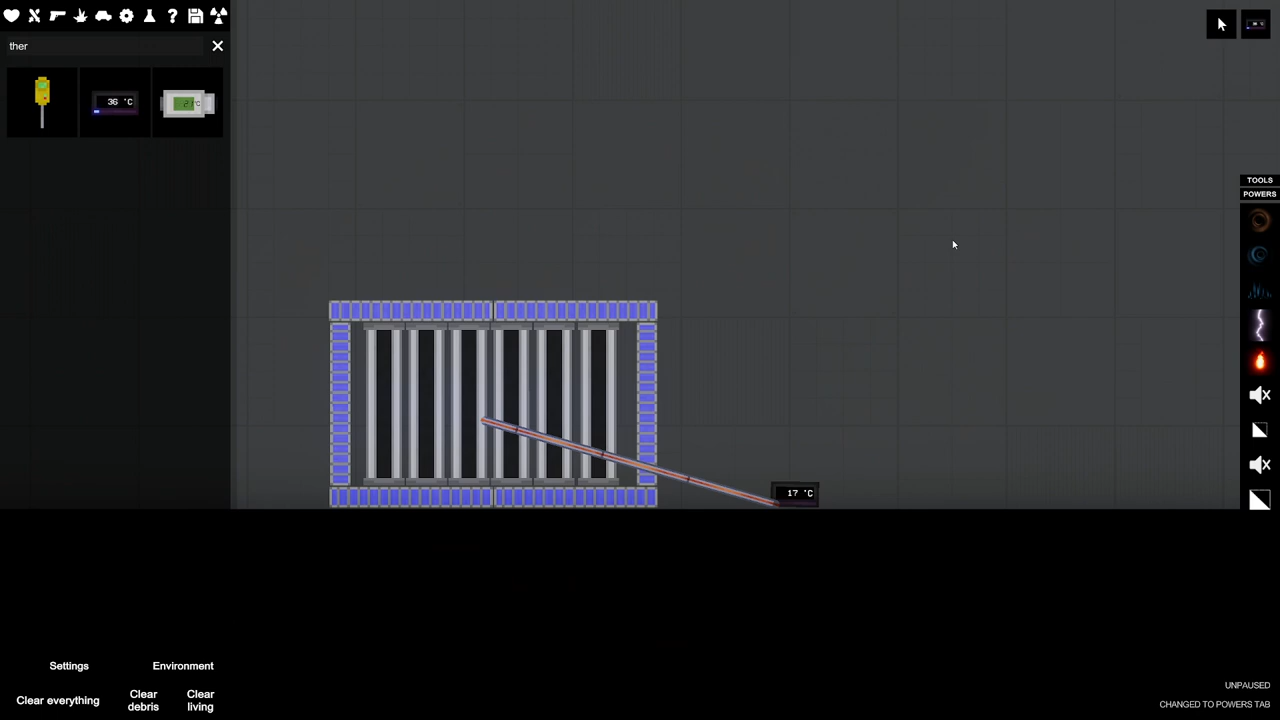 ?
ther
36 °C
TOOLS
POWERS
17 °C
Settings
Environment
Clear everything
Clear
debris
Clear
living
UNPAUSED
CHANGED TO POWERS TAB